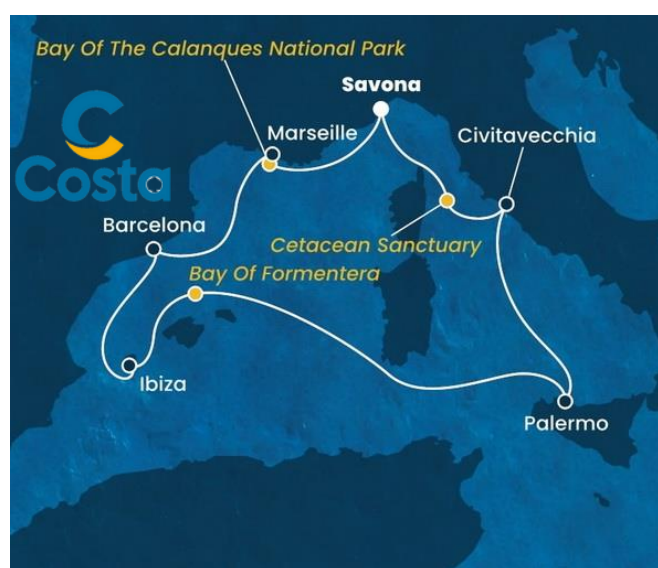 Bay Of The Calanques National Park
Savona
Costa
Marseille
Civitavecchia
Barcelona
Cetacean Sanctuary
Bay Of Formentera
Ibiza
Palermo